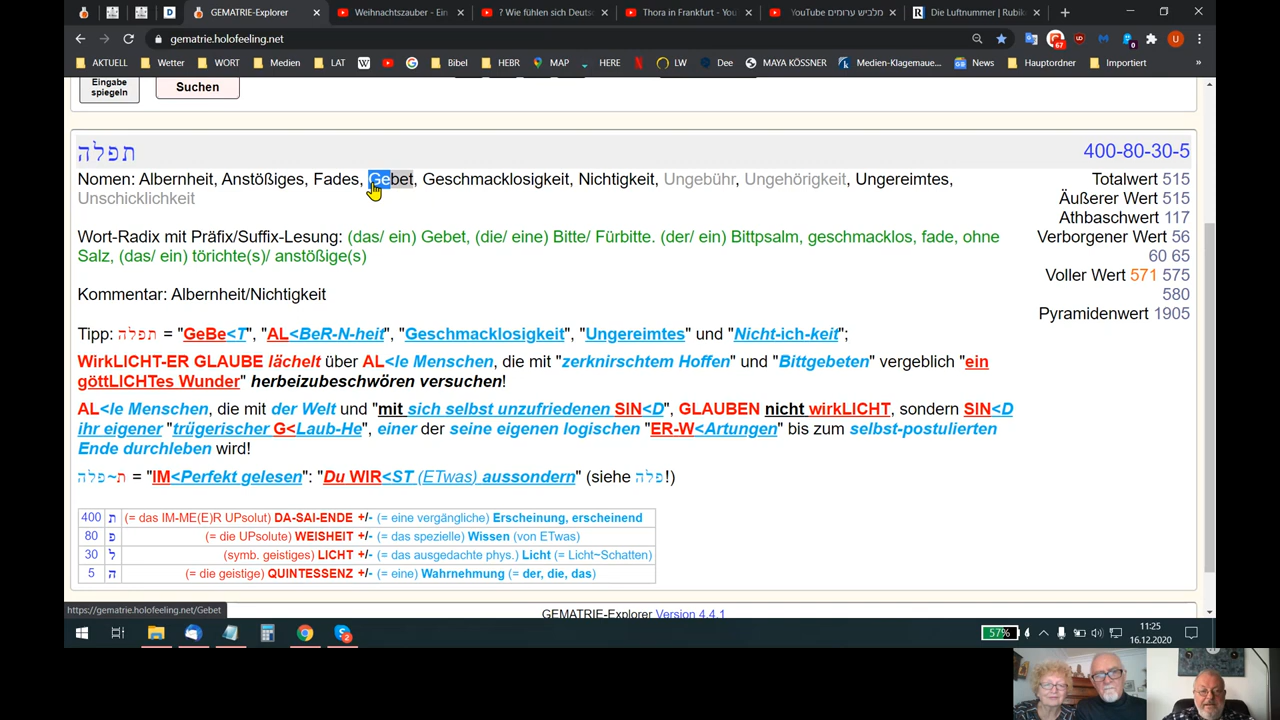 GEMATRIE-Explorer
Weihnachtszauber - Ein
? Wie fühlen sich Deutsc
Thora in Frankfurt - You
YouTube מלביש ערומים
Die Luftnummer | Rubik
gematrie.holofeeling.net
67
0
U
AKTUELL Wetter WORT Medien LAT Bibel HEBR MAP HERE LW Dee MAYA KÖSSNER Medien-Klagemaue... News Hauptordner Importiert »
Eingabe
spiegeln
Suchen
תפלה
400-80-30-5
Nomen: Albernheit, Anstößiges, Fades, Gebet, Geschmacklosigkeit, Nichtigkeit, Ungebühr, Ungehörigkeit, Ungereimtes,
Unschicklichkeit
Totalwert 515
Äußerer Wert 515
Athbaschwert 117
Verborgener Wert 56
60 65
Voller Wert 571 575
580
Pyramidenwert 1905
Wort-Radix mit Präfix/Suffix-Lesung: (das/ ein) Gebet, (die/ eine) Bitte/ Fürbitte. (der/ ein) Bittpsalm, geschmacklos, fade, ohne
Salz, (das/ ein) törichte(s)/ anstößige(s)
Kommentar: Albernheit/Nichtigkeit
Tipp: תפלה = "GeBe<T", "AL<BeR-N-heit", "Geschmacklosigkeit", "Ungereimtes" und "Nicht-ich-keit";
WirkLICHT-ER GLAUBE lächelt über AL<le Menschen, die mit "zerknirschtem Hoffen" und "Bittgebeten" vergeblich "ein
göttLICHTes Wunder" herbeizubeschwören versuchen!
AL<le Menschen, die mit der Welt und "mit sich selbst unzufriedenen SIN<D", GLAUBEN nicht wirkLICHT, sondern SIN<D
ihr eigener "trügerischer G<Laub-He", einer der seine eigenen logischen "ER-W<Artungen" bis zum selbst-postulierten
Ende durchleben wird!
ת~פלה = "IM<Perfekt gelesen": "Du WIR<ST (ETwas) aussondern" (siehe פלה!)
400 ת (= das IM-ME(E)R UPsolut) DA-SAI-ENDE +/- (= eine vergängliche) Erscheinung, erscheinend
80 פ (= die UPsolute) WEISHEIT +/- (= das spezielle) Wissen (von ETwas)
30 ל (symb. geistiges) LICHT +/- (= das ausgedachte phys.) Licht (= Licht~Schatten)
5 ה (= die geistige) QUINTESSENZ +/- (= eine) Wahrnehmung (= der, die, das)
https://gematrie.holofeeling.net/Gebet
GEMATRIE-Explorer Version 4.4.1
57%
11:25
16.12.2020